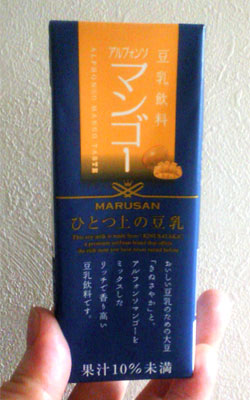 豆乳飲料
アルフォンソ
マンゴー
ALPHONSO MANGO TASTE
MARUSAN
ひとつ上の豆乳
おいしい豆乳のための大豆
「きぬさやか」と、
アルフォンソマンゴーを
ミックスした
リッチで香り高い
豆乳飲料です。
果汁10%未満